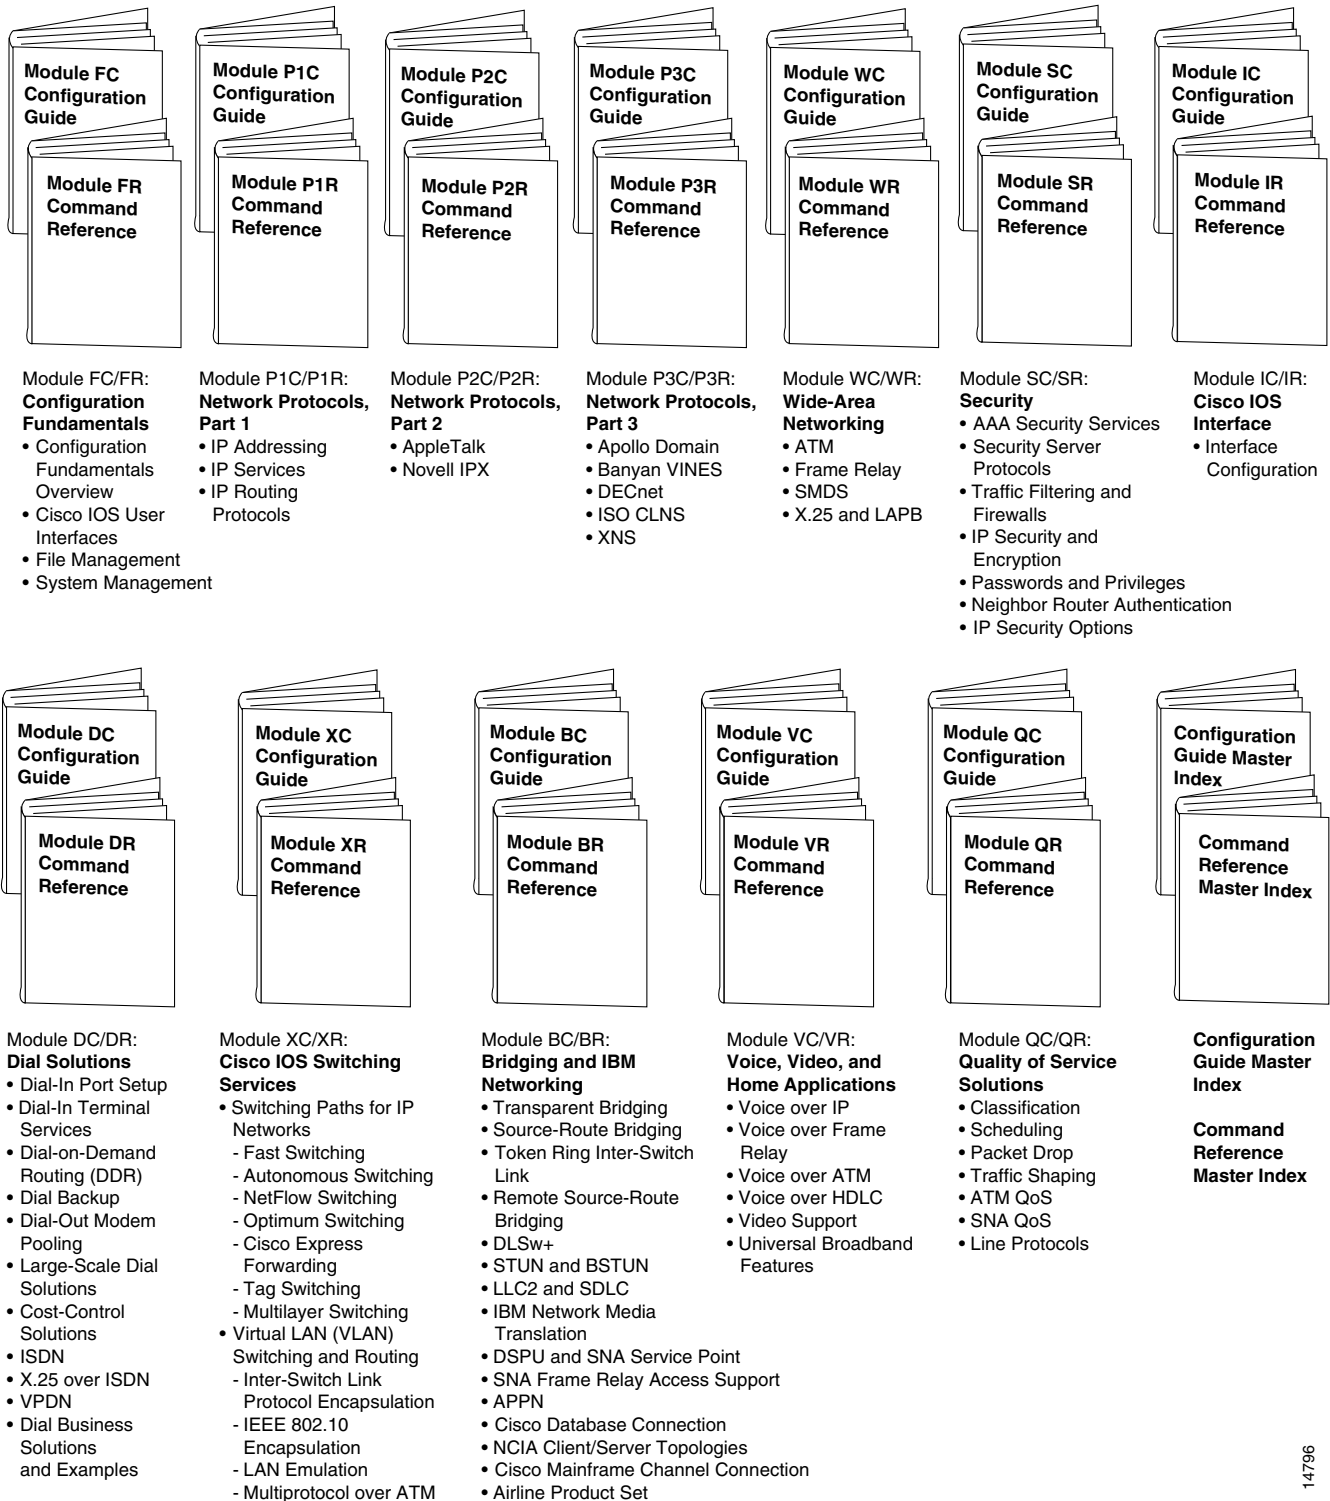 Module FC
Configuration
Guide
Module FR
Command
Reference
Module P1C
Configuration
Guide
Module P1R
Command
Reference
Module P2C
Configuration
Guide
Module P2R
Command
Reference
Module P3C
Configuration
Guide
Module P3R
Command
Reference
Module WC
Configuration
Guide
Module WR
Command
Reference
Module SC
Configuration
Guide
Module SR
Command
Reference
Module IC
Configuration
Guide
Module IR
Command
Reference
Module FC/FR:
Configuration
Fundamentals
• Configuration
Fundamentals
Overview
• Cisco IOS User
Interfaces
• File Management
• System Management
Module P1C/P1R:
Network Protocols,
Part 1
• IP Addressing
• IP Services
• IP Routing
Protocols
Module P2C/P2R:
Network Protocols,
Part 2
• AppleTalk
• Novell IPX
Module P3C/P3R:
Network Protocols,
Part 3
• Apollo Domain
• Banyan VINES
• DECnet
• ISO CLNS
• XNS
Module WC/WR:
Wide-Area
Networking
• ATM
• Frame Relay
• SMDS
• X.25 and LAPB
Module SC/SR:
Security
• AAA Security Services
• Security Server
Protocols
• Traffic Filtering and
Firewalls
• IP Security and
Encryption
• Passwords and Privileges
• Neighbor Router Authentication
• IP Security Options
Module IC/IR:
Cisco IOS
Interface
• Interface
Configuration
Module DC
Configuration
Guide
Module DR
Command
Reference
Module XC
Configuration
Guide
Module XR
Command
Reference
Module BC
Configuration
Guide
Module BR
Command
Reference
Module VC
Configuration
Guide
Module VR
Command
Reference
Module QC
Configuration
Guide
Module QR
Command
Reference
Configuration
Guide Master
Index
Command
Reference
Master Index
Module DC/DR:
Dial Solutions
• Dial-In Port Setup
• Dial-In Terminal
Services
• Dial-on-Demand
Routing (DDR)
• Dial Backup
• Dial-Out Modem
Pooling
• Large-Scale Dial
Solutions
• Cost-Control
Solutions
• ISDN
• X.25 over ISDN
• VPDN
• Dial Business
Solutions
and Examples
Module XC/XR:
Cisco IOS Switching
Services
• Switching Paths for IP
Networks
- Fast Switching
- Autonomous Switching
- NetFlow Switching
- Optimum Switching
- Cisco Express
Forwarding
- Tag Switching
- Multilayer Switching
• Virtual LAN (VLAN)
Switching and Routing
- Inter-Switch Link
Protocol Encapsulation
- IEEE 802.10
Encapsulation
- LAN Emulation
- Multiprotocol over ATM
Module BC/BR:
Bridging and IBM
Networking
• Transparent Bridging
• Source-Route Bridging
• Token Ring Inter-Switch
Link
• Remote Source-Route
Bridging
• DLSw+
• STUN and BSTUN
• LLC2 and SDLC
• IBM Network Media
Translation
• DSPU and SNA Service Point
• SNA Frame Relay Access Support
• APPN
• Cisco Database Connection
• NCIA Client/Server Topologies
• Cisco Mainframe Channel Connection
• Airline Product Set
Module VC/VR:
Voice, Video, and
Home Applications
• Voice over IP
• Voice over Frame
Relay
• Voice over ATM
• Voice over HDLC
• Video Support
• Universal Broadband
Features
Module QC/QR:
Quality of Service
Solutions
• Classification
• Scheduling
• Packet Drop
• Traffic Shaping
• ATM QoS
• SNA QoS
• Line Protocols
Configuration
Guide Master
Index
Command
Reference
Master Index
14796